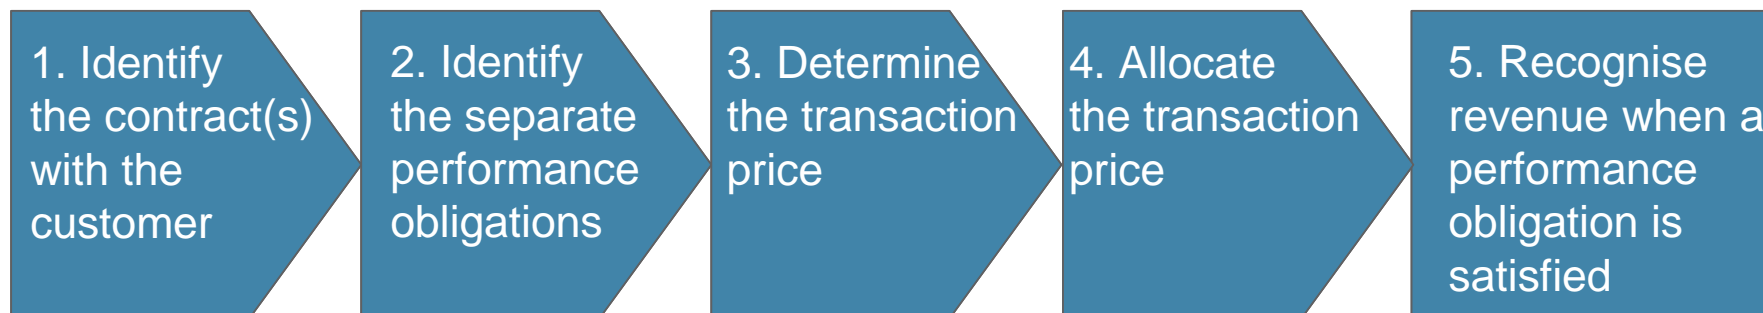 1. Identify
the contract(s)
with the
customer
2. Identify
the separate
performance
obligations
3. Determine
the transaction
price
4. Allocate
the transaction
price
5. Recognise
revenue when a
performance
obligation is
satisfied